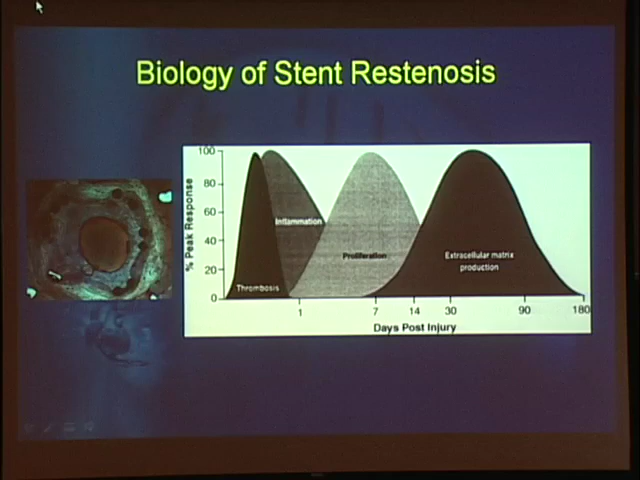 Biology of Stent Restenosis
100
80
60
40
20
0
% Peak Response
Thrombosis
Inflammation
Proliferation
Extracellular matrix
production
1 7 14 30 90 180
Days Post Injury